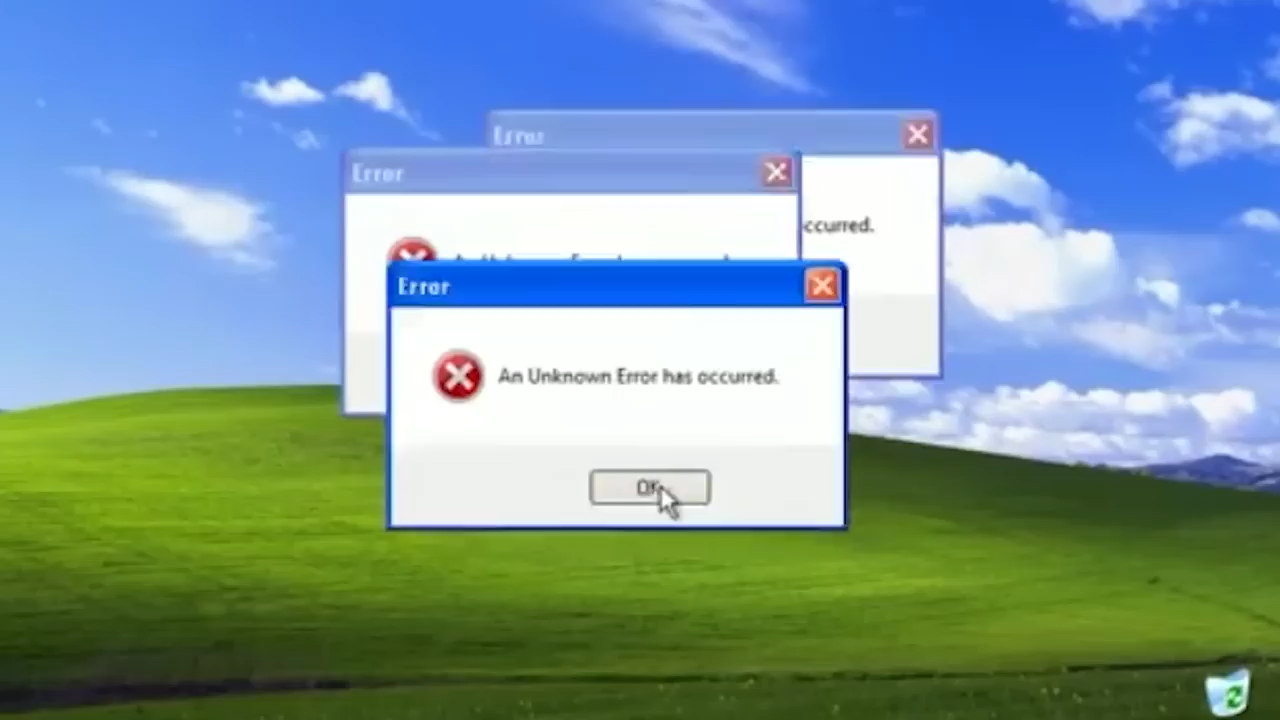 Error
ccurred.
Error
Error
An Unknown Error has occurred.
OK